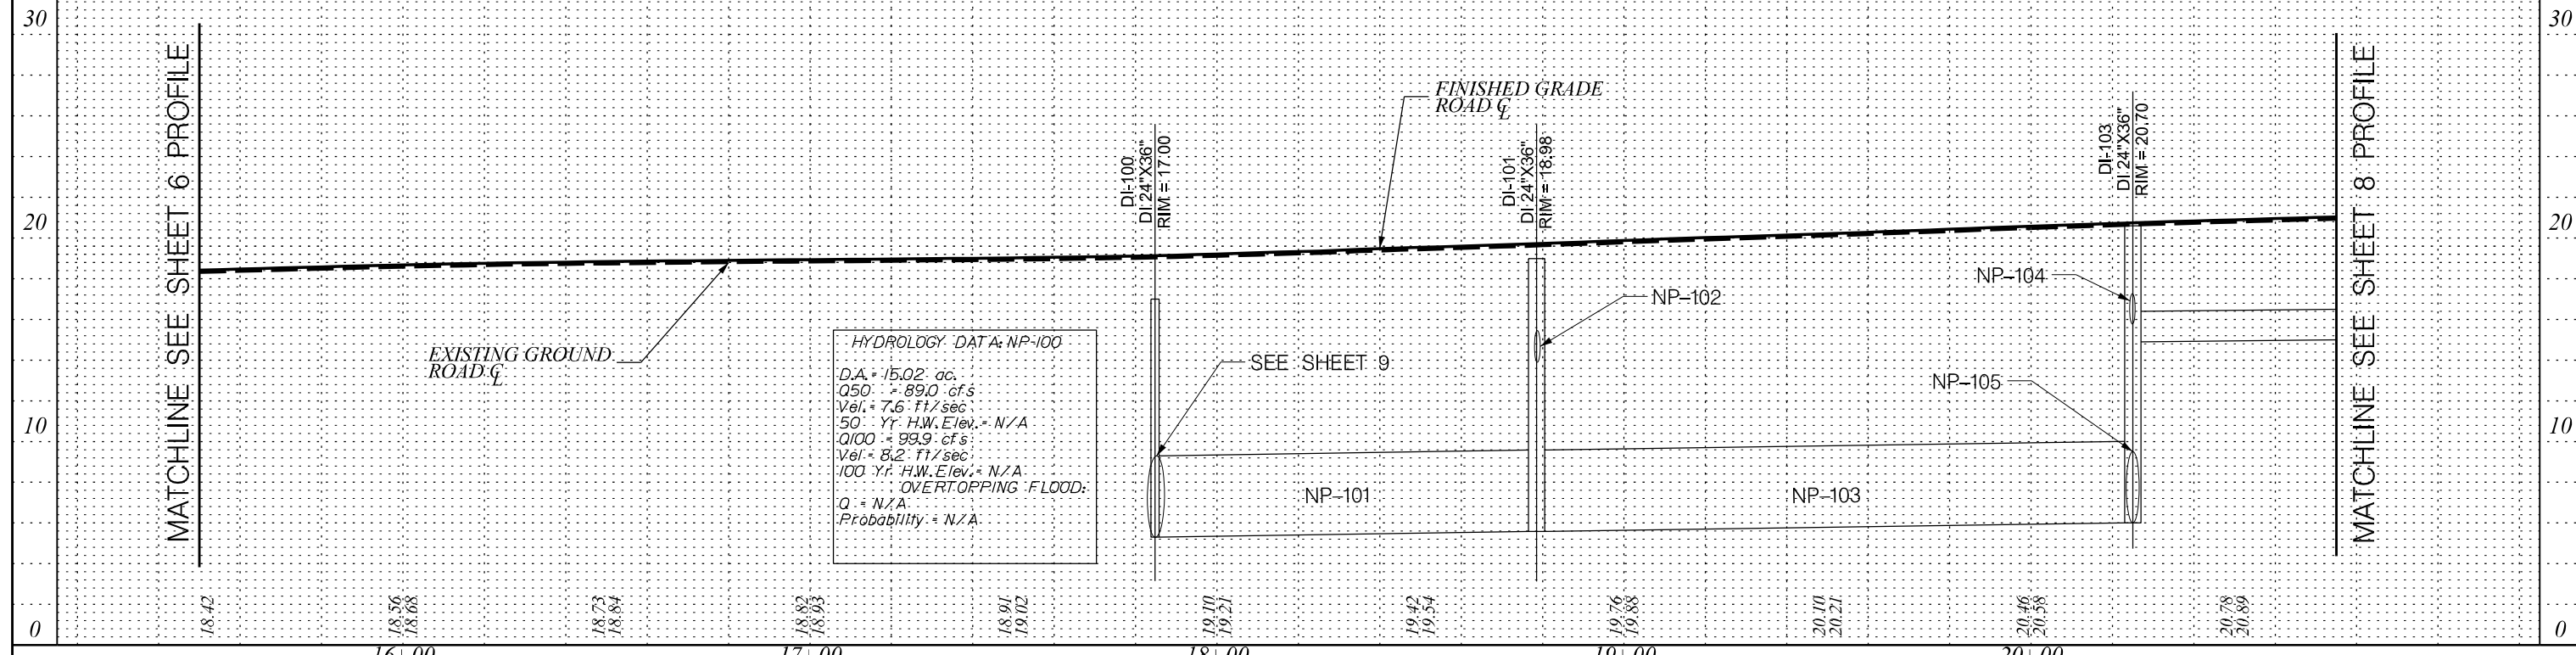 30
30
MATCHLINE SEE SHEET 6 PROFILE
MATCHLINE SEE SHEET 8 PROFILE
FINISHED GRADE
ROAD ℄
DI-100
DI 24"X36"
RIM = 17.00
DI-101
DI 24"X36"
RIM = 18.98
DI-103
DI 24"X36"
RIM = 20.70
20
20
NP-104
NP-102
EXISTING GROUND
ROAD ℄
HYDROLOGY DATA: NP-100
D.A. = 15.02 ac.
Q50 = 89.0 cfs
Vel. = 7.6 ft/sec
50 Yr H.W. Elev. = N/A
Q100 = 99.9 cfs
Vel = 8.2 ft/sec
100 Yr. H.W. Elev. = N/A
OVERTOPPING FLOOD:
Q = N/A
Probability = N/A
SEE SHEET 9
NP-105
10
10
NP-101
NP-103
18.42
18.56
18.68
18.73
18.84
18.82
18.93
18.91
19.02
19.10
19.21
19.42
19.54
19.76
19.88
20.10
20.21
20.46
20.58
20.78
20.89
0
0
16+00
17+00
18+00
19+00
20+00